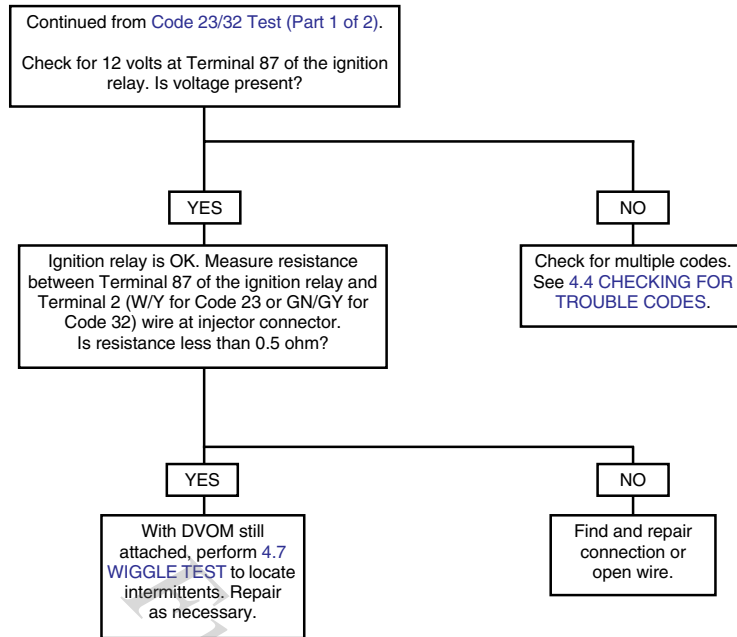 Continued from Code 23/32 Test (Part 1 of 2).
Check for 12 volts at Terminal 87 of the ignition
relay. Is voltage present?
YES
NO
Ignition relay is OK. Measure resistance
between Terminal 87 of the ignition relay and
Terminal 2 (W/Y for Code 23 or GN/GY for
Code 32) wire at injector connector.
Is resistance less than 0.5 ohm?
Check for multiple codes.
See 4.4 CHECKING FOR
TROUBLE CODES.
YES
NO
With DVOM still
attached, perform 4.7
WIGGLE TEST to locate
intermittents. Repair
as necessary.
Find and repair
connection or
open wire.